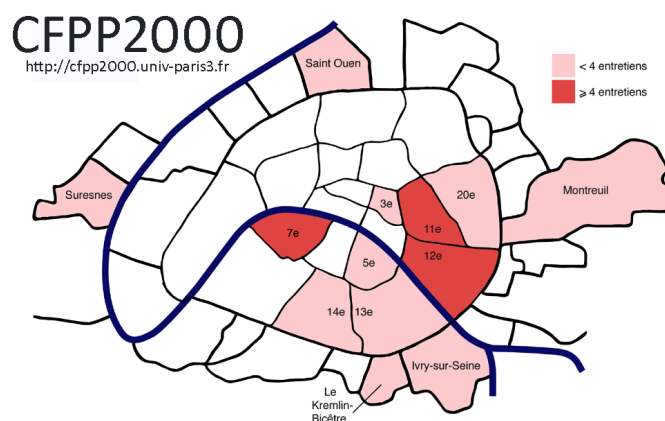 CFPP2000
http://cfpp2000.univ-paris3.fr
Saint Ouen
< 4 entretiens
⩾ 4 entretiens
Suresnes
Montreuil
20e
3e
11e
7e
12e
5e
14e
13e
Ivry-sur-Seine
Le
Kremlin-
Bicêtre